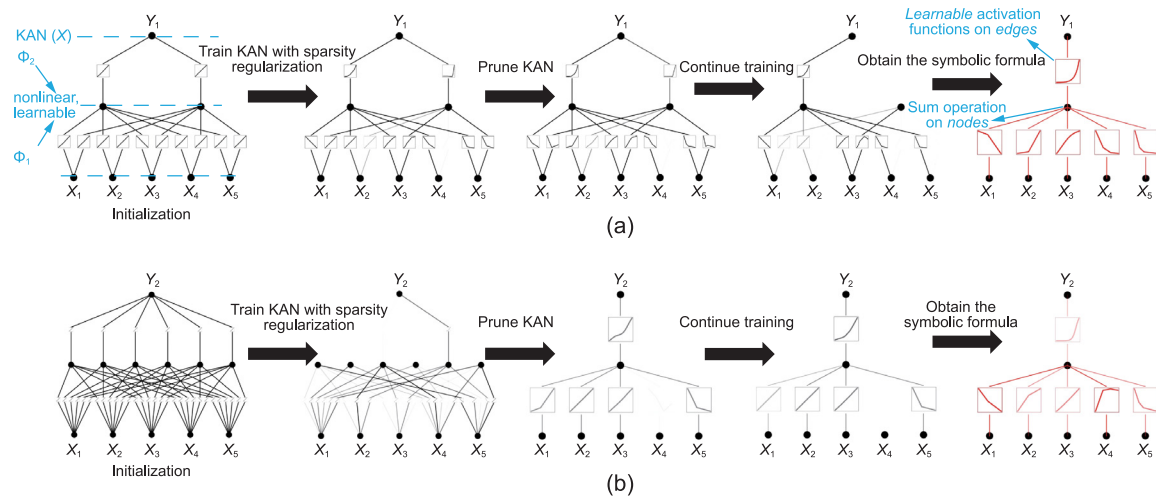 Y1 Y1 Y1 Y1 Y1
KAN (X)
Φ2
nonlinear,
learnable
Φ1
Train KAN with sparsity
regularization
Prune KAN
Continue training
Obtain the symbolic formula
Learnable activation
functions on edges
Sum operation
on nodes
X1 X2 X3 X4 X5 X1 X2 X3 X4 X5 X1 X2 X3 X4 X5 X1 X2 X3 X4 X5 X1 X2 X3 X4 X5
Initialization
(a)
Y2 Y2 Y2 Y2 Y2
Train KAN with sparsity
regularization
Prune KAN
Continue training
Obtain the
symbolic formula
X1 X2 X3 X4 X5 X1 X2 X3 X4 X5 X1 X2 X3 X4 X5 X1 X2 X3 X4 X5 X1 X2 X3 X4 X5
Initialization
(b)